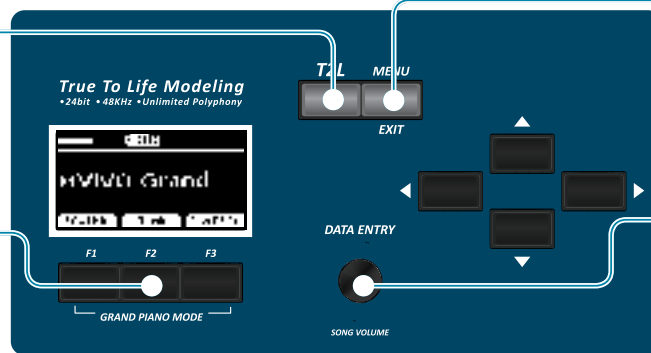 T2L
MENU
True To Life Modeling
•24bit •48KHz •Unlimited Polyphony
EXIT
Grand
DATA ENTRY
F1 F2 F3
GRAND PIANO MODE
SONG VOLUME